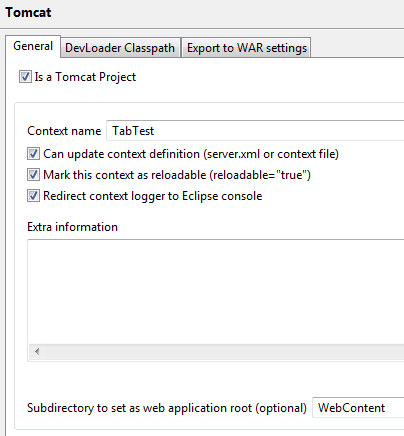 Tomcat
General DevLoader Classpath Export to WAR settings
Is a Tomcat Project
Context name TabTest
Can update context definition (server.xml or context file)
Mark this context as reloadable (reloadable="true")
Redirect context logger to Eclipse console
Extra information
Subdirectory to set as web application root (optional) WebContent